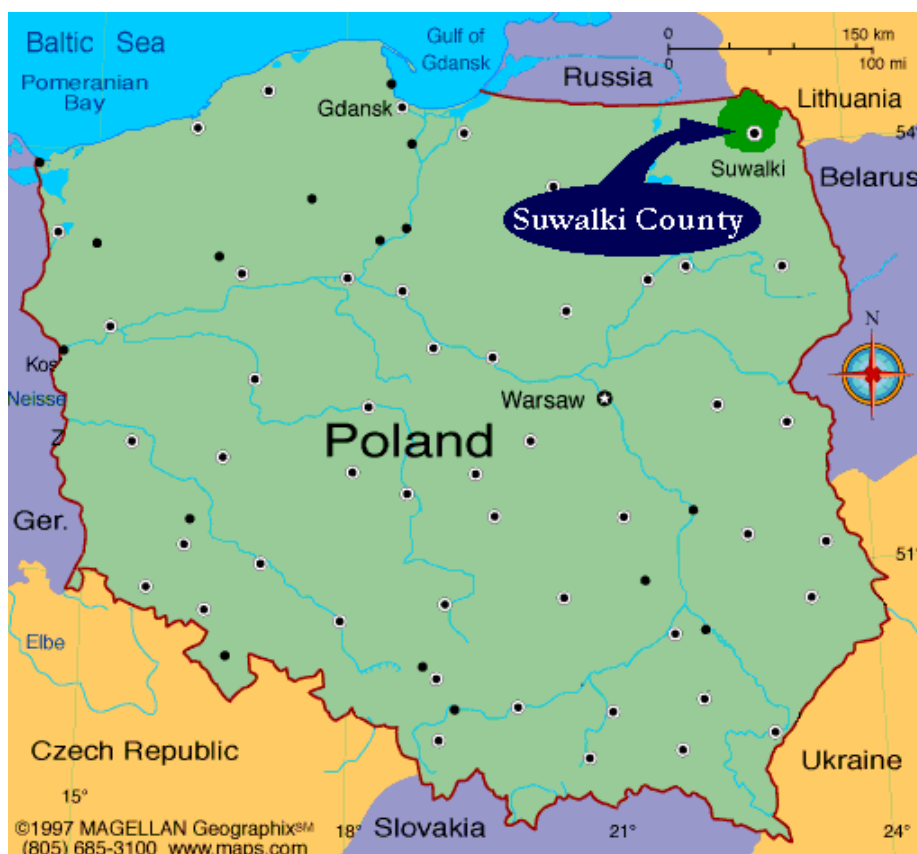 Baltic Sea
Pomeranian
Bay
Gulf of
Gdansk
0 150 km
0 100 mi
Russia
Lithuania
54°
Gdansk
Suwalki
Belarus
Suwalki County
N
Kos
Neisse
Warsaw
Z
Poland
Ger.
51°
Elbe
Czech Republic
Ukraine
15°
©1997 MAGELLAN Geographix℠
18°
Slovakia
21°
24°
(805) 685-3100 www.maps.com